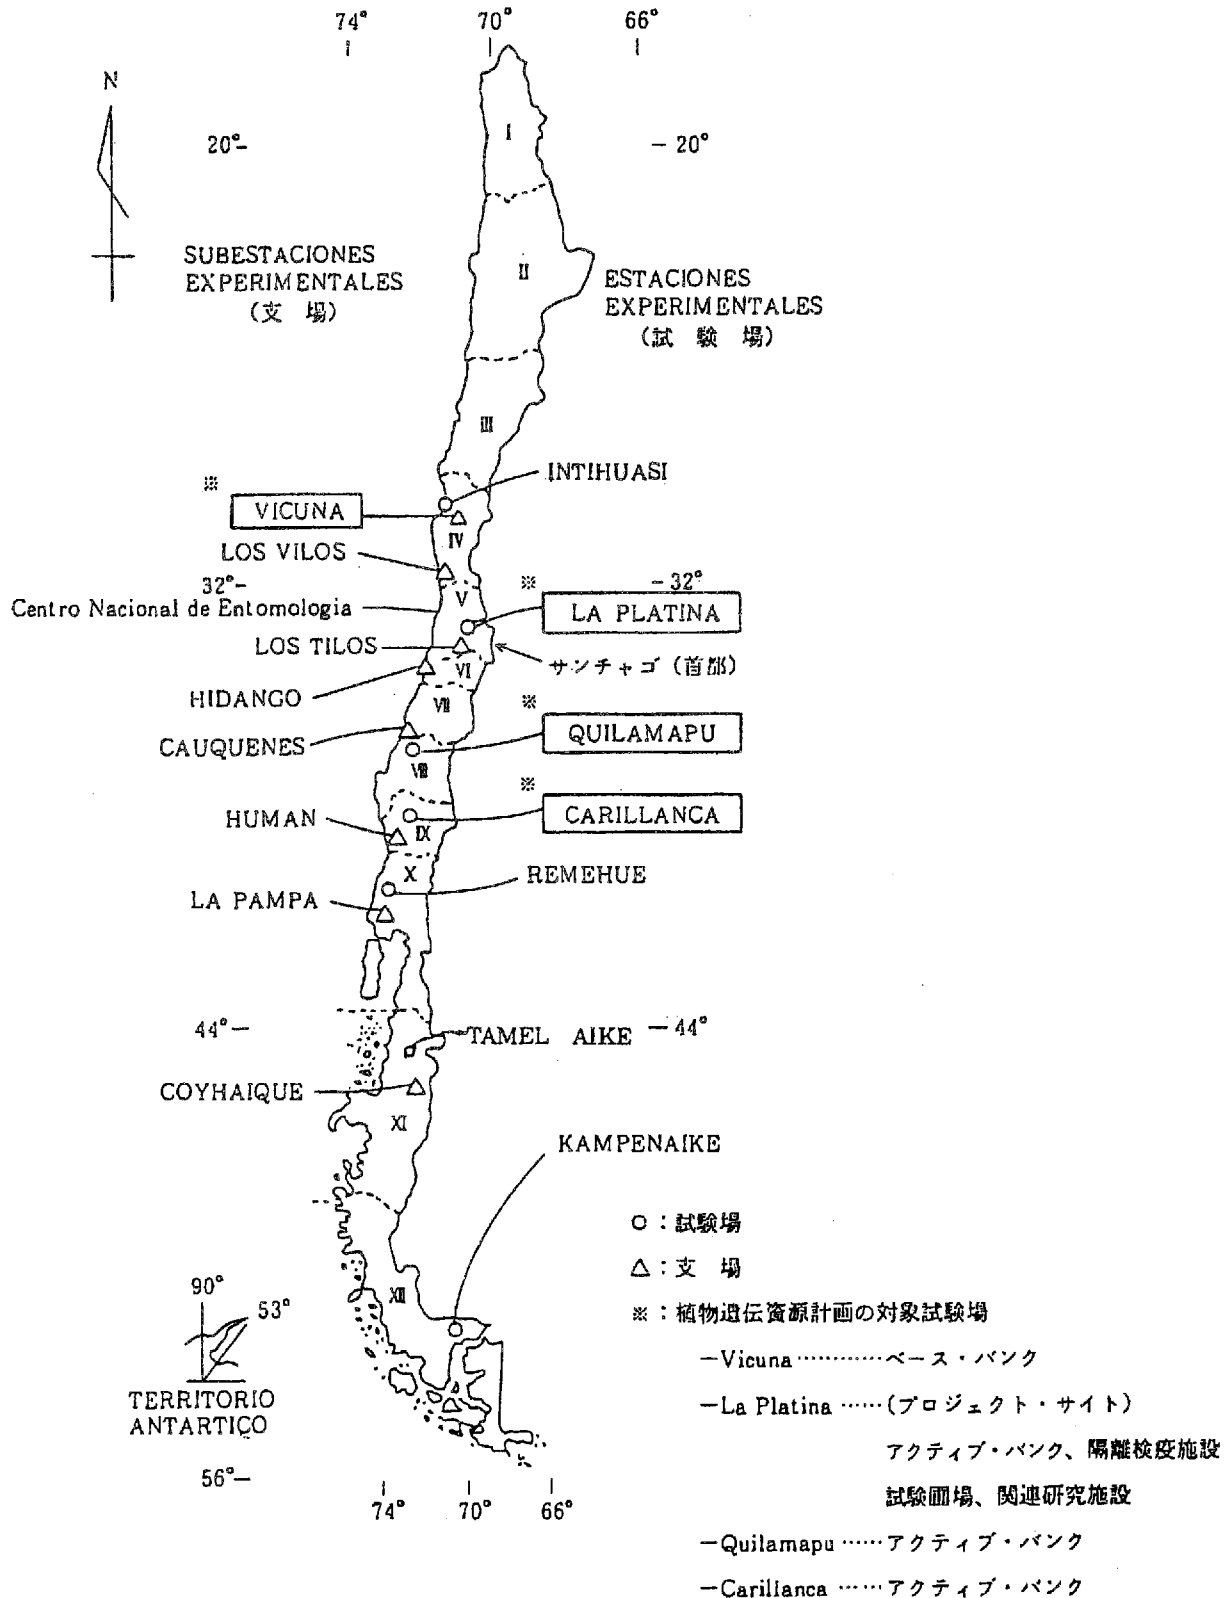 74°
70°
66°
N
20°-
- 20°
I
SUBESTACIONES
EXPERIMENTALES
(支 場)
II
ESTACIONES
EXPERIMENTALES
(試 験 場)
III
INTIHUASI
※
VICUNA
IV
LOS VILOS
32°-
※
- 32°
V
Centro Nacional de Entomologia
LA PLATINA
LOS TILOS
サンチャゴ (首都)
VI
HIDANGO
VII
※
QUILAMAPU
CAUQUENES
VIII
※
CARILLANCA
HUMAN
IX
X
REMEHUE
LA PAMPA
44°-
TAMEL AIKE
- 44°
COYHAIQUE
XI
KAMPENAIKE
○ : 試験場
△ : 支 場
XII
※ : 植物遺伝資源計画の対象試験場
90°
53°
-Vicuna…………ベース・バンク
TERRITORIO
ANTARTICO
-La Platina ……(プロジェクト・サイト)
アクティブ・バンク、隔離検疫施設
56°-
試験圃場、関連研究施設
74°
70°
66°
-Quilamapu ……アクティブ・バンク
-Carillanca ……アクティブ・バンク